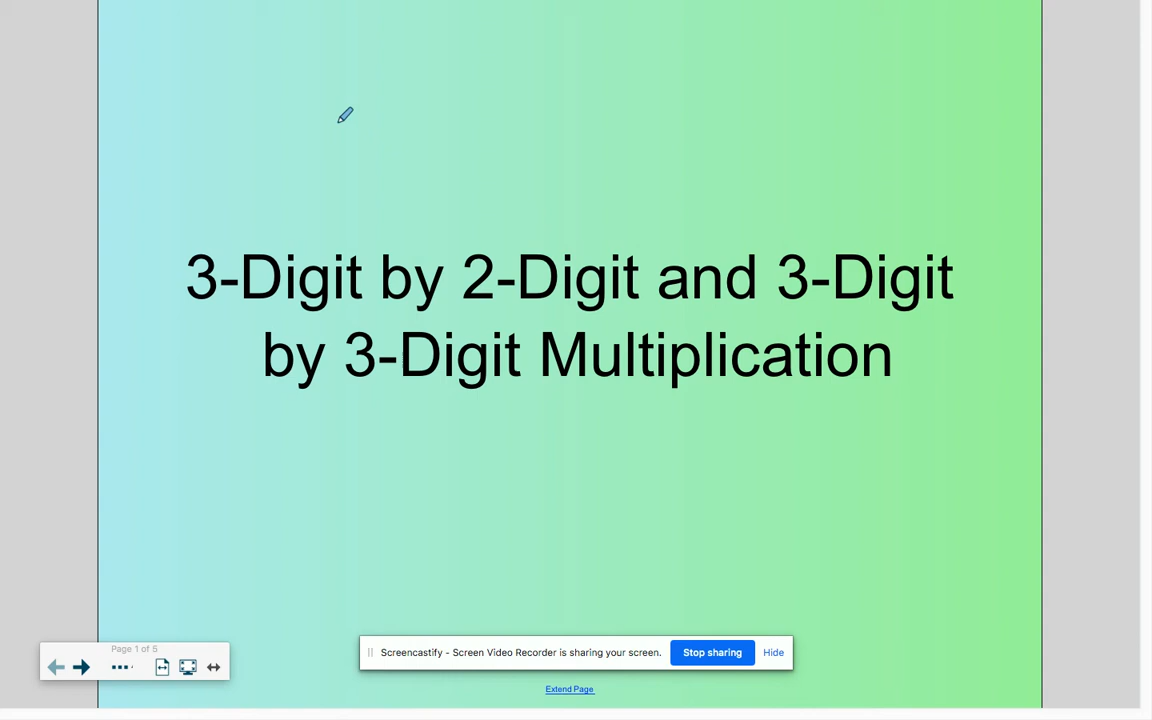 3-Digit by 2-Digit and 3-Digit
by 3-Digit Multiplication
Page 1 of 5
Screencastify - Screen Video Recorder is sharing your screen.
Stop sharing
Hide
Extend Page